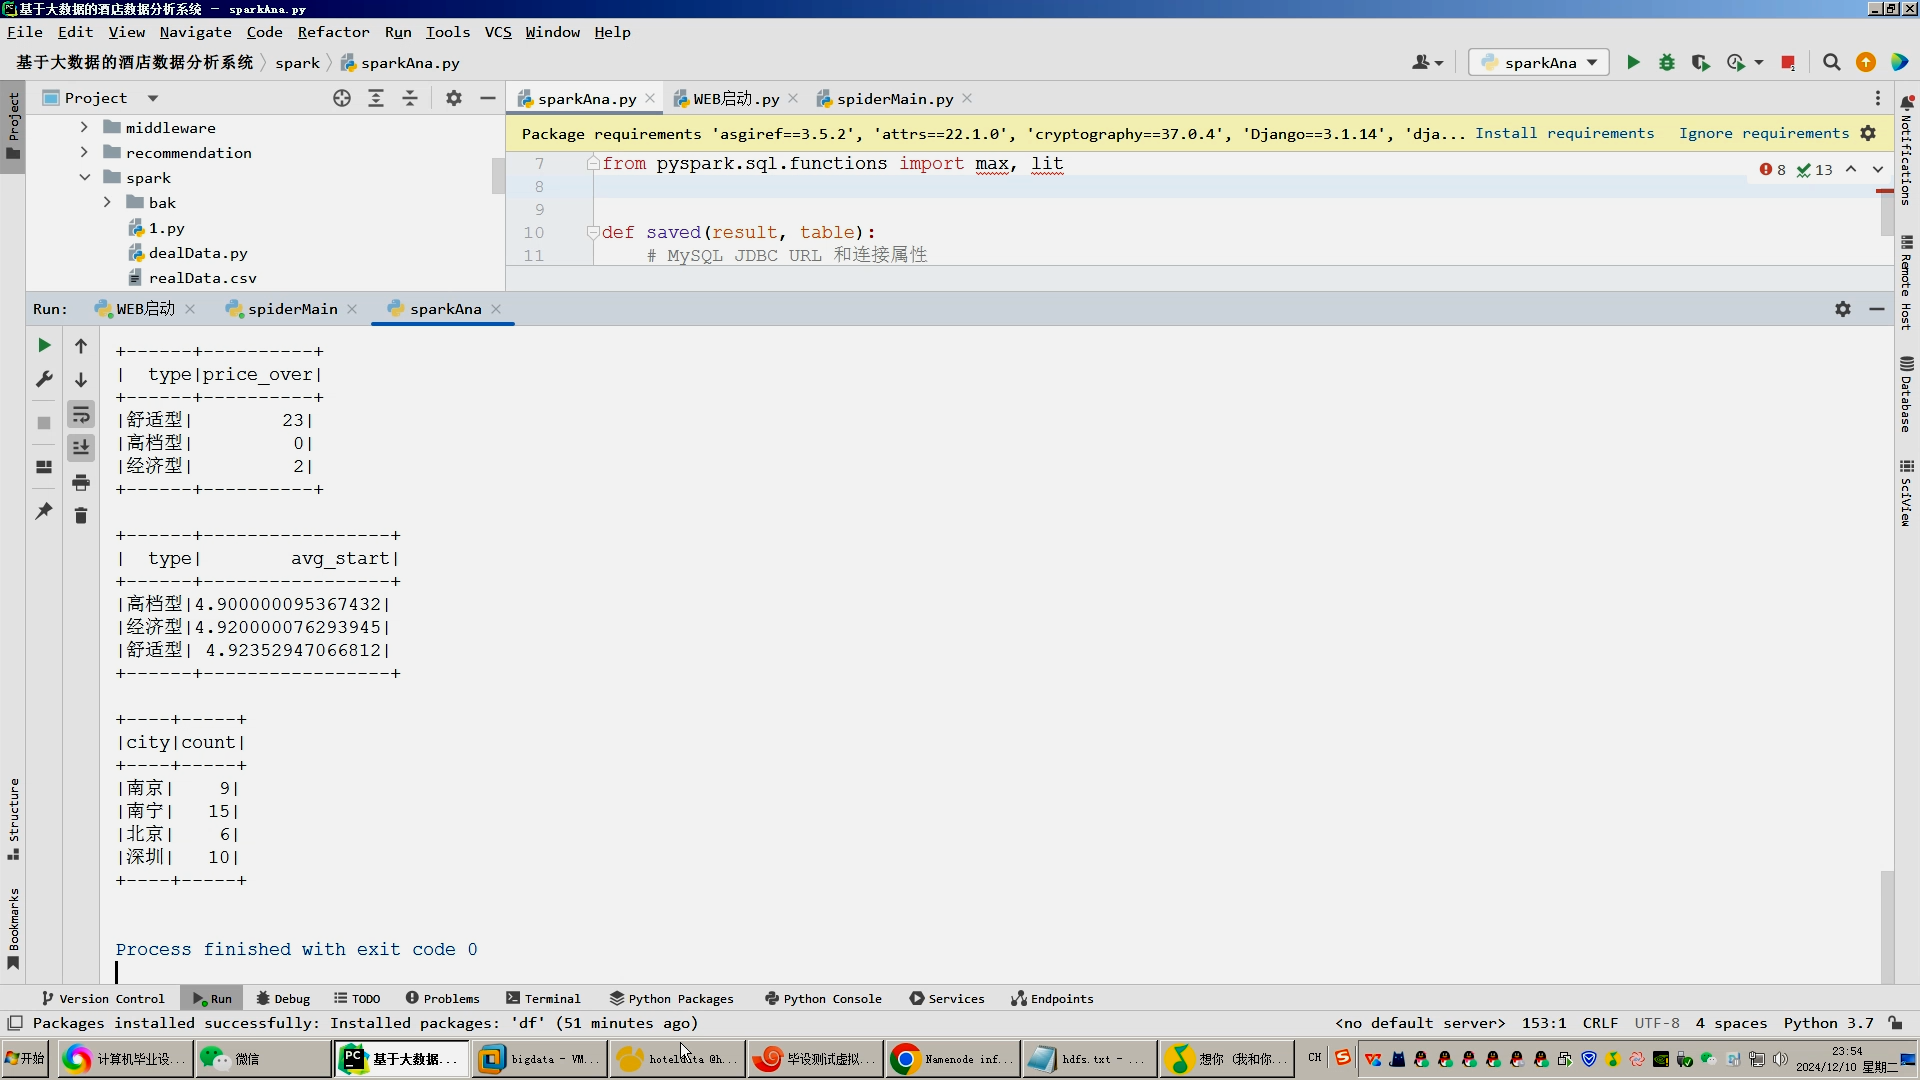 基于大数据的酒店数据分析系统 – sparkAna.py
File Edit View Navigate Code Refactor Run Tools VCS Window Help
基于大数据的酒店数据分析系统 spark sparkAna.py
sparkAna
Project
sparkAna.py WEB启动.py spiderMain.py
Package requirements 'asgiref==3.5.2', 'attrs==22.1.0', 'cryptography==37.0.4', 'Django==3.1.14', 'dja... Install requirements Ignore requirements
middleware
recommendation
spark
bak
1.py
dealData.py
realData.csv
7 from pyspark.sql.functions import max, lit
8
9
10 def saved(result, table):
11 # MySQL JDBC URL 和连接属性
8 13
Project
Structure
Bookmarks
Notifications
Remote Host
Database
SciView
Run: WEB启动 spiderMain sparkAna
+------+----------+
|  type|price_over|
+------+----------+
|舒适型|        23|
|高档型|         0|
|经济型|         2|
+------+----------+
+------+-----------------+
|  type|        avg_start|
+------+-----------------+
|高档型|4.900000095367432|
|经济型|4.920000076293945|
|舒适型| 4.92352947066812|
+------+-----------------+
+----+-----+
|city|count|
+----+-----+
|南京|    9|
|南宁|   15|
|北京|    6|
|深圳|   10|
+----+-----+
Process finished with exit code 0
Version Control Run Debug TODO Problems Terminal Python Packages Python Console Services Endpoints
Packages installed successfully: Installed packages: 'df' (51 minutes ago) <no default server> 153:1 CRLF UTF-8 4 spaces Python 3.7
开始 计算机毕业设... 微信 基于大数据... bigdata - VM... hoteldata @h... 毕设测试虚拟... Namenode inf... hdfs.txt - ... 想你 (我和你... CH
23:54
2024/12/10 星期二